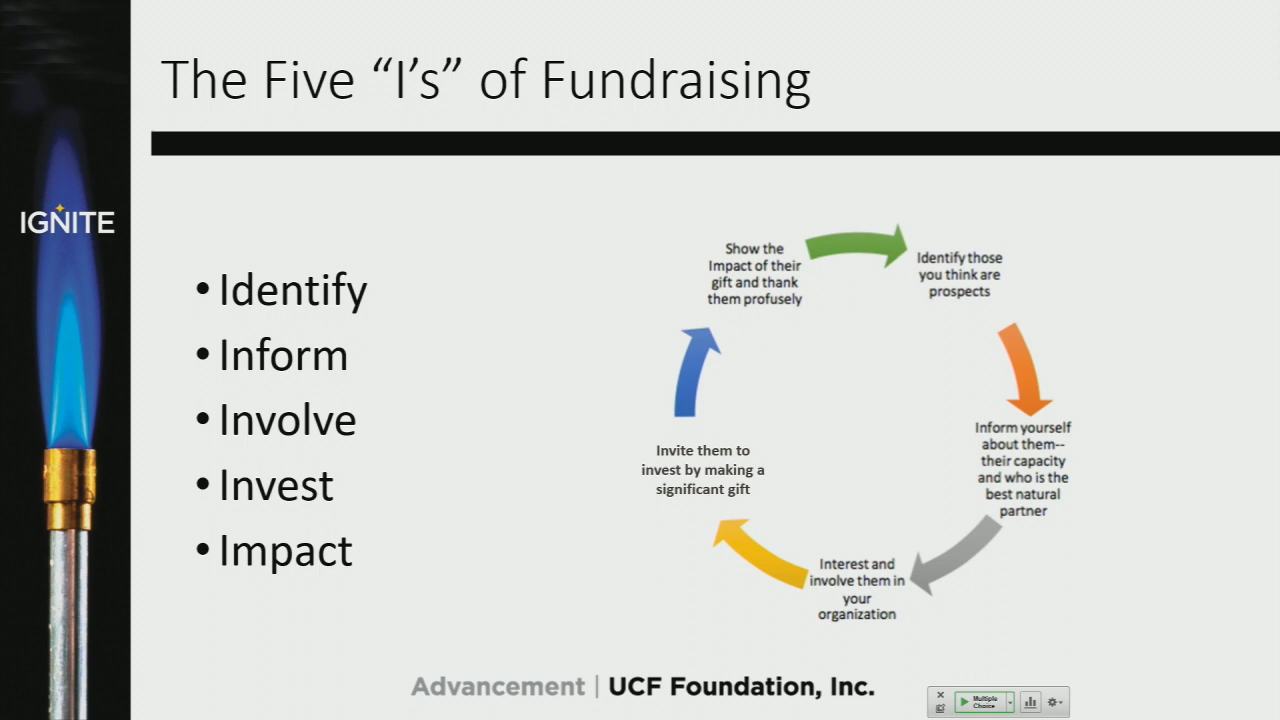 The Five “I’s” of Fundraising
IGNITE
• Identify
• Inform
• Involve
• Invest
• Impact
Show the
Impact of their
gift and thank
them profusely
Identify those
you think are
prospects
Inform yourself
about them--
their capacity
and who is the
best natural
partner
Interest and
involve them in
your
organization
Invite them to
invest by making a
significant gift
Advancement | UCF Foundation, Inc.
Multiple
Choice